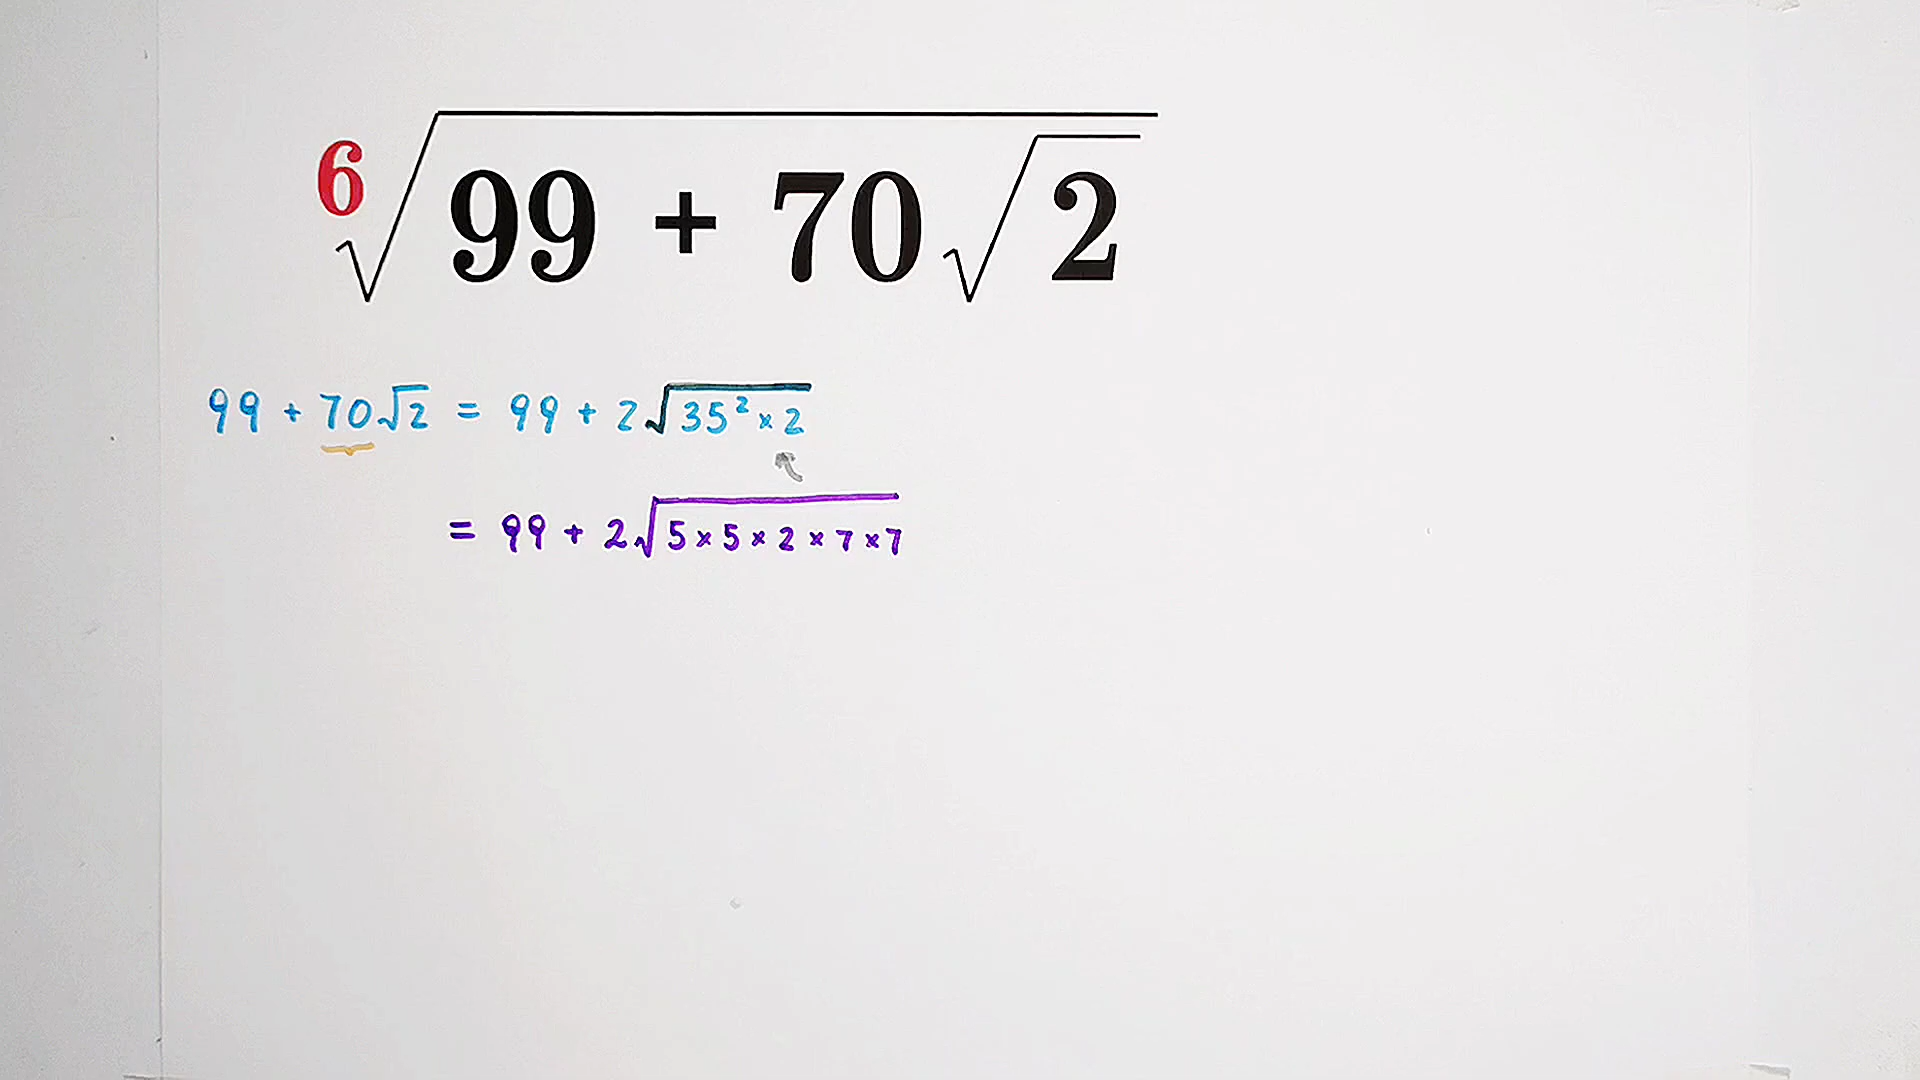 ⁶√(99 + 70√2)
99 + 70√2 = 99 + 2√(35² × 2)
= 99 + 2√(5 × 5 × 2 × 7 × 7)